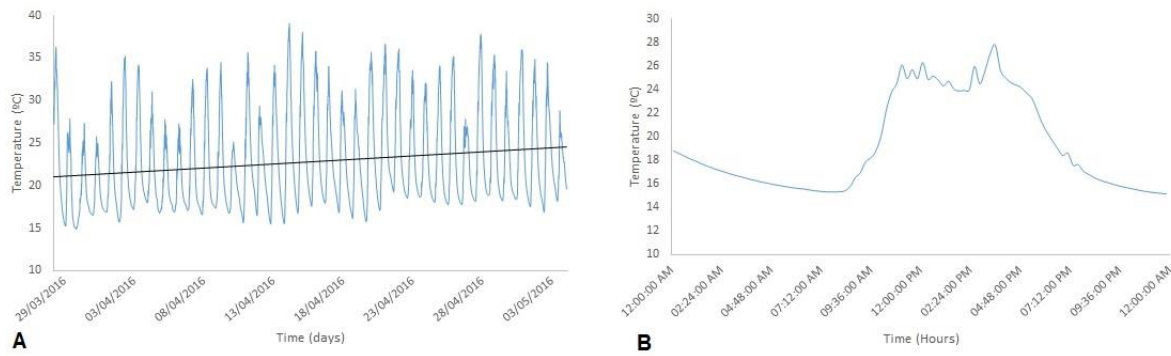 40
35
30
25
20
15
10
Temperature (ºC)
29/03/2016
03/04/2016
08/04/2016
13/04/2016
18/04/2016
23/04/2016
28/04/2016
03/05/2016
Time (days)
A
30
28
26
24
22
20
18
16
14
12
10
Temperature (ºC)
12:00:00 AM
02:24:00 AM
04:48:00 AM
07:12:00 AM
09:36:00 AM
12:00:00 PM
02:24:00 PM
04:48:00 PM
07:12:00 PM
09:36:00 PM
12:00:00 AM
Time (Hours)
B